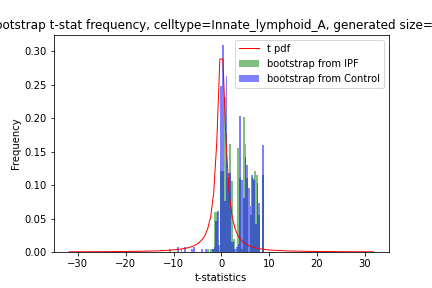 ootstrap t-stat frequency, celltype=Innate_lymphoid_A, generated size=
t pdf
bootstrap from IPF
bootstrap from Control
Frequency
0.30
0.25
0.20
0.15
0.10
0.05
0.00
−30 −20 −10 0 10 20 30
t-statistics